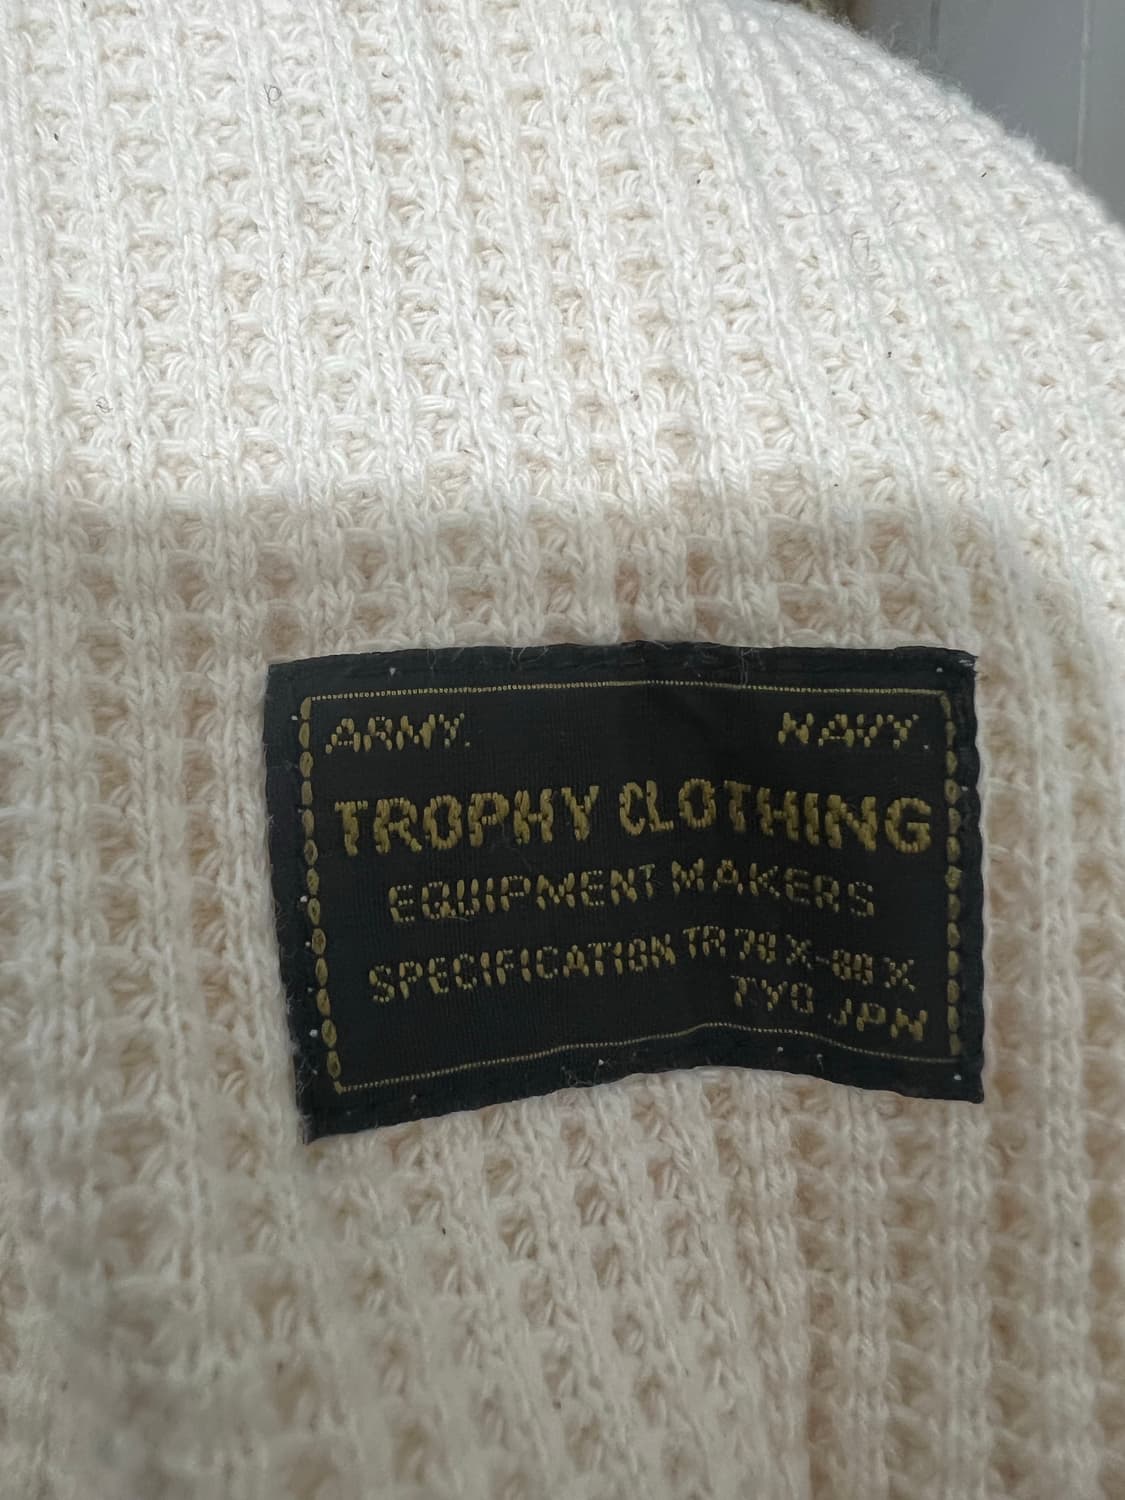 ARMY. NAVY.
TROPHY CLOTHING
EQUIPMENT MAKERS
SPECIFICATION TR
TYO JPN